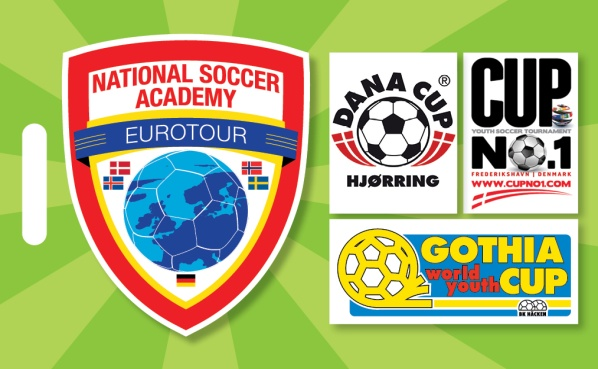 NATIONAL SOCCER
ACADEMY
EUROTOUR
DANA CUP ®
HJØRRING
CUP
YOUTH SOCCER TOURNAMENT
NO.1
FREDERIKSHAVN | DENMARK
WWW.CUPNO1.COM
GOTHIA
world
youth CUP
BK HÄCKEN